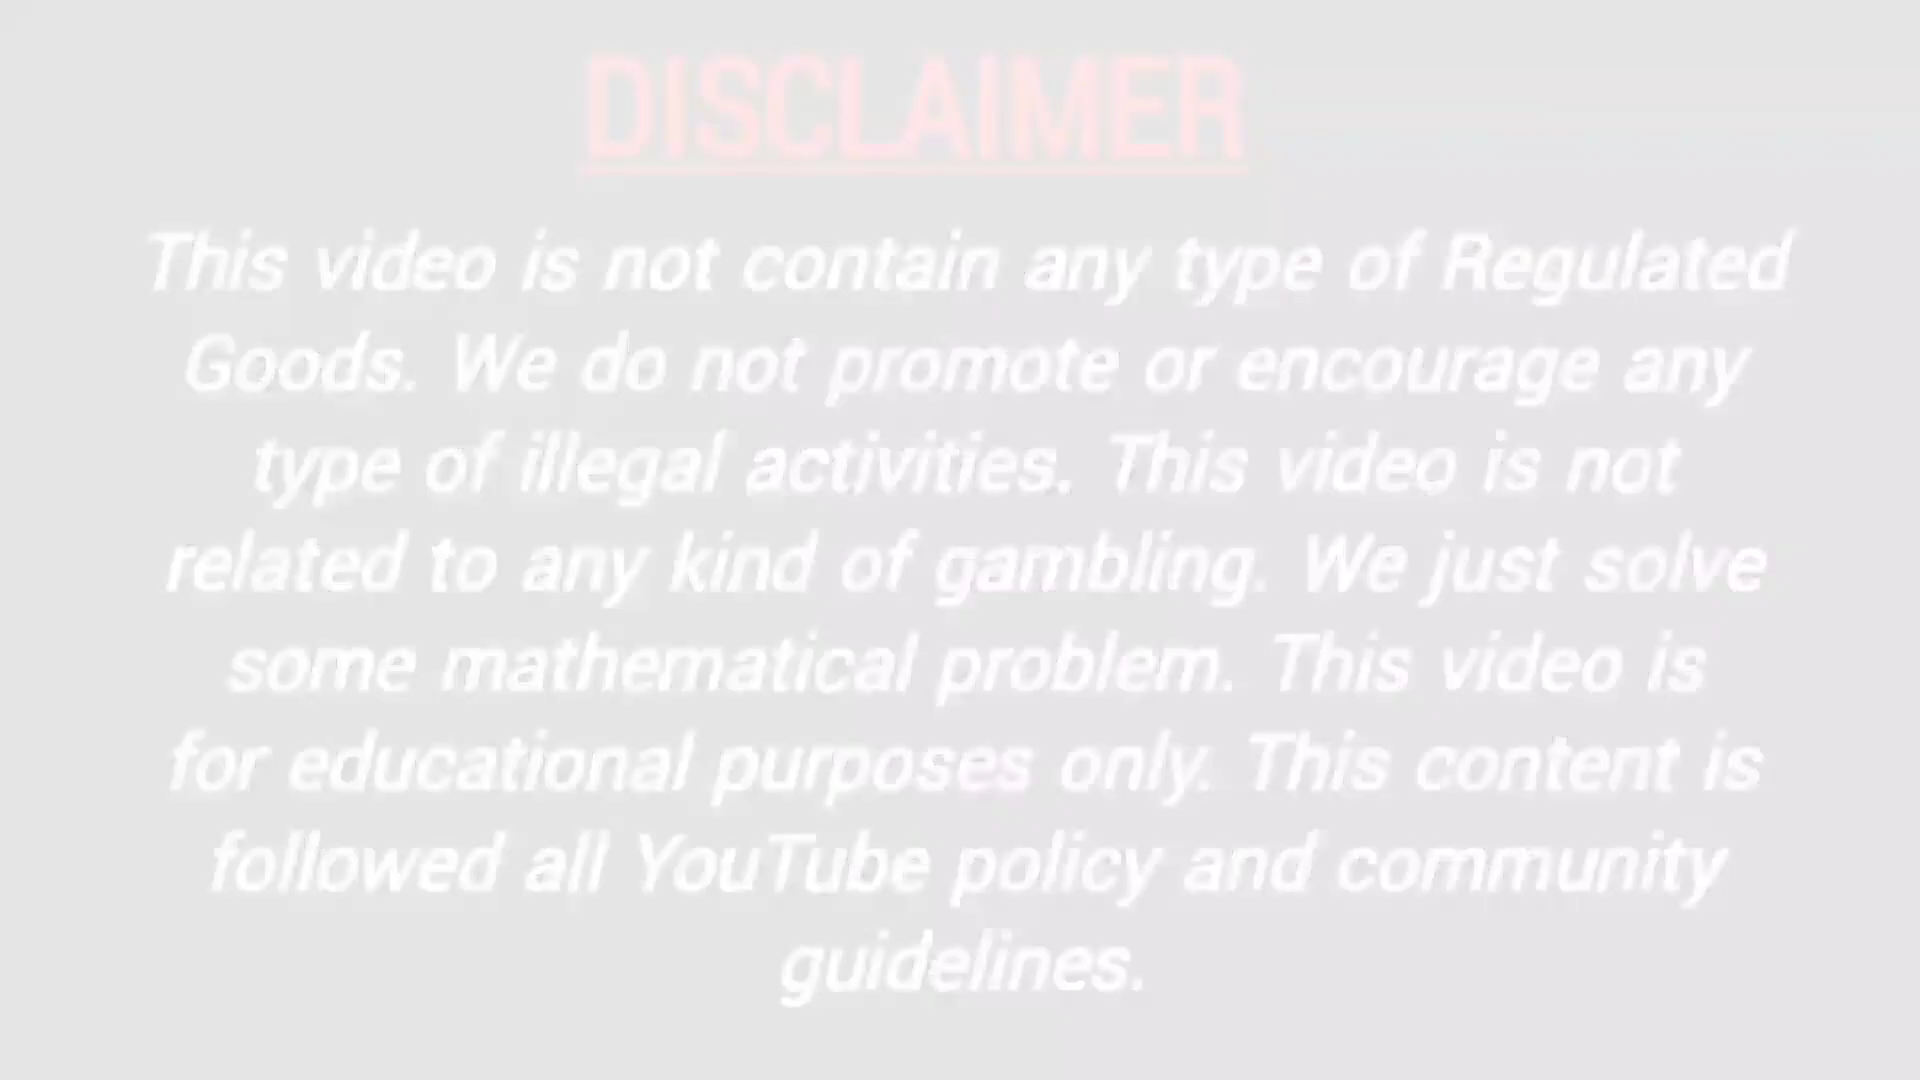 DISCLAIMER
This video is not contain any type of Regulated
Goods. We do not promote or encourage any
type of illegal activities. This video is not
related to any kind of gambling. We just solve
some mathematical problem. This video is
for educational purposes only. This content is
followed all YouTube policy and community
guidelines.